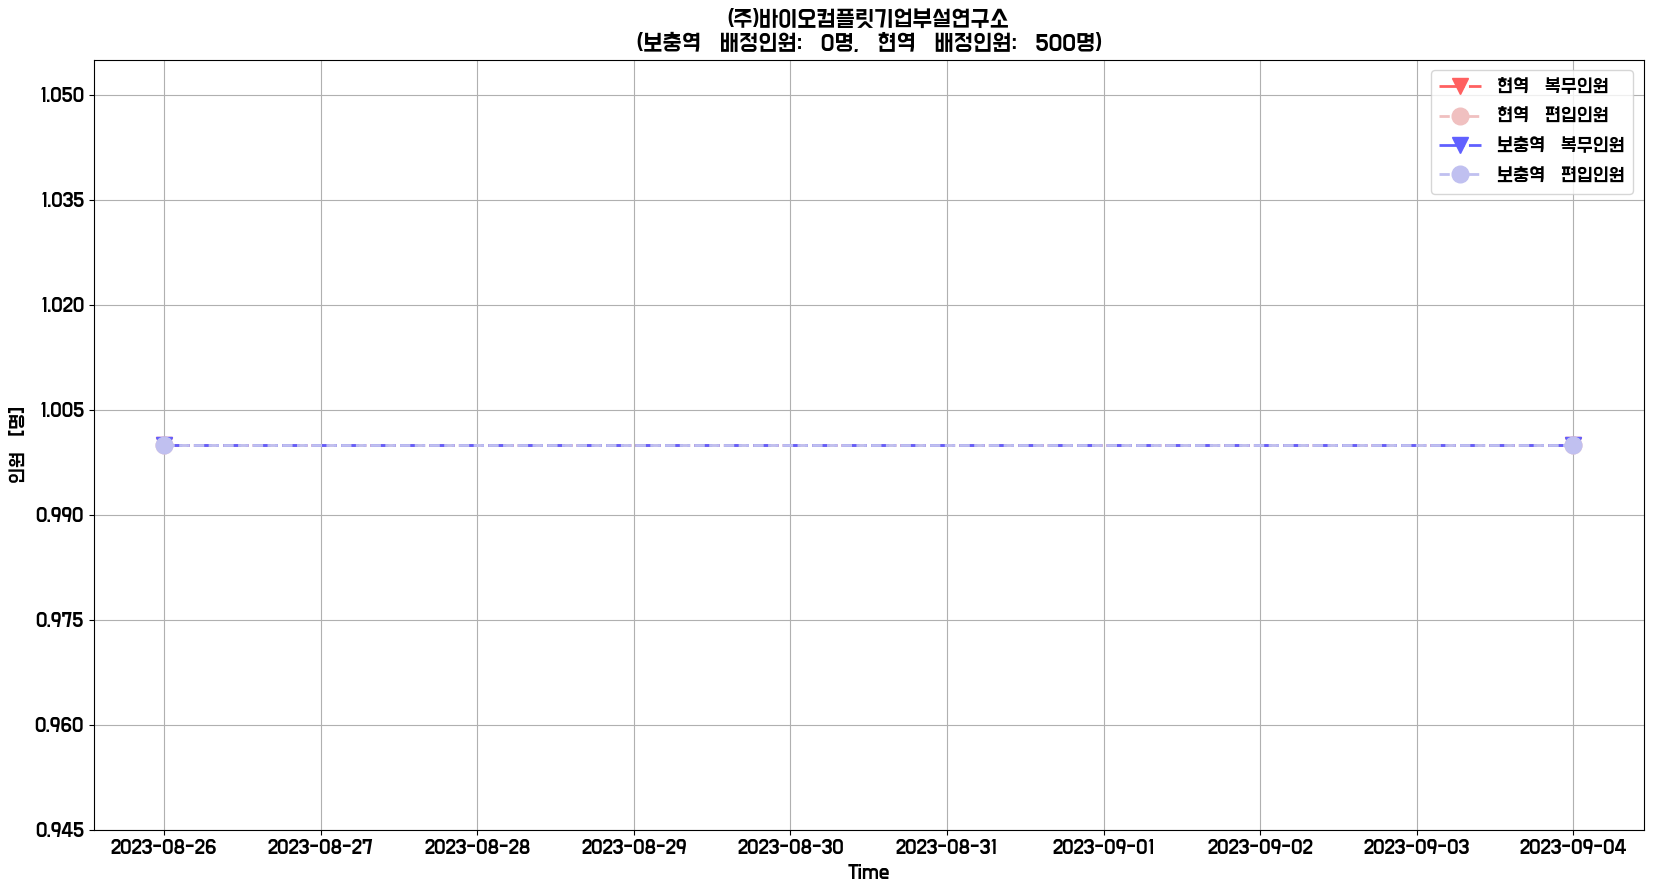 (주)바이오컴플릿기업부설연구소
(보충역 배정인원: 0명, 현역 배정인원: 500명)
현역 복무인원
현역 편입인원
보충역 복무인원
보충역 편입인원
1.050
1.035
1.020
1.005
0.990
0.975
0.960
0.945
인원 [명]
2023-08-26 2023-08-27 2023-08-28 2023-08-29 2023-08-30 2023-08-31 2023-09-01 2023-09-02 2023-09-03 2023-09-04
Time